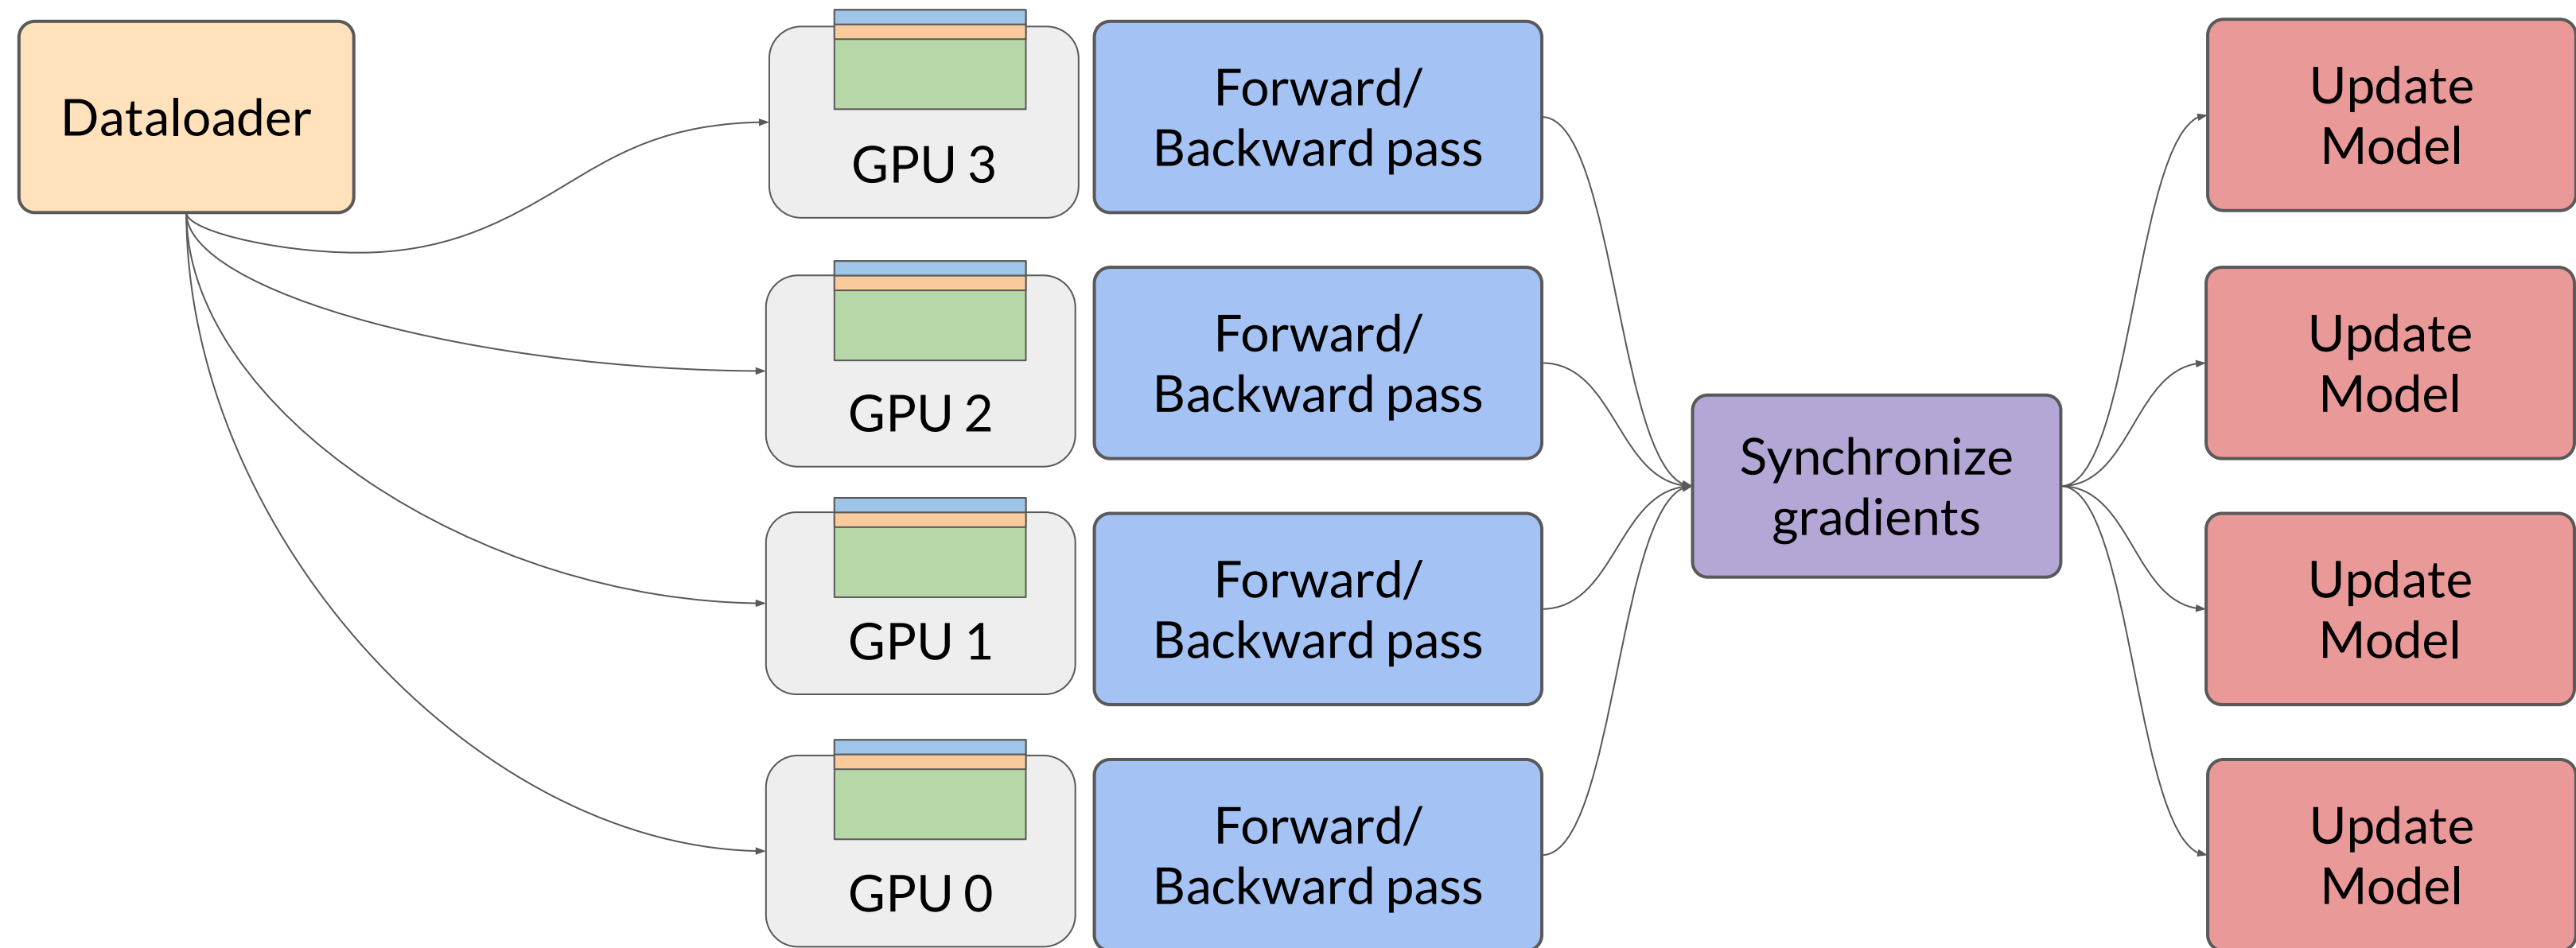 Dataloader
GPU 3
Forward/
Backward pass
Update
Model
GPU 2
Forward/
Backward pass
Update
Model
Synchronize
gradients
GPU 1
Forward/
Backward pass
Update
Model
GPU 0
Forward/
Backward pass
Update
Model